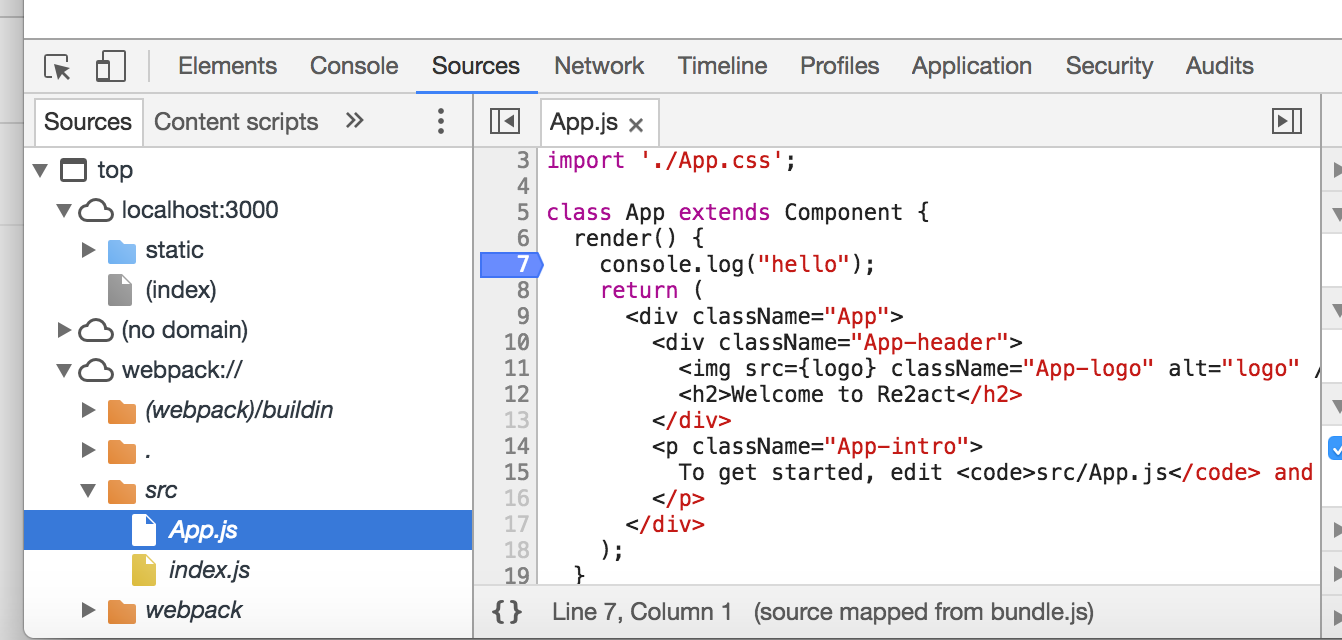 Elements Console Sources Network Timeline Profiles Application Security Audits
Sources Content scripts »
App.js ×
top
localhost:3000
static
(index)
(no domain)
webpack://
(webpack)/buildin
.
src
App.js
index.js
webpack
3 import './App.css';
4
5 class App extends Component {
6 render() {
7 console.log("hello");
8 return (
9 <div className="App">
10 <div className="App-header">
11 <img src={logo} className="App-logo" alt="logo" /
12 <h2>Welcome to Re2act</h2>
13 </div>
14 <p className="App-intro">
15 To get started, edit <code>src/App.js</code> and
16 </p>
17 </div>
18 );
19 }
{} Line 7, Column 1 (source mapped from bundle.js)